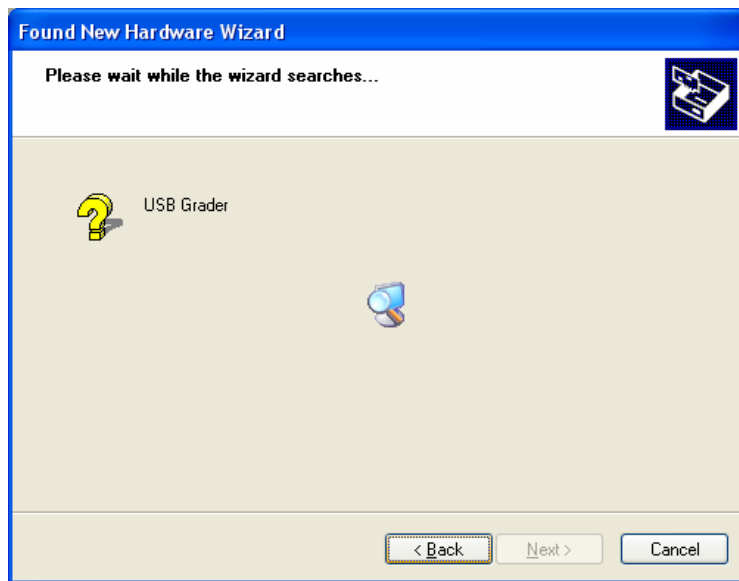 Found New Hardware Wizard
Please wait while the wizard searches...
USB Grader
< Back
Next >
Cancel